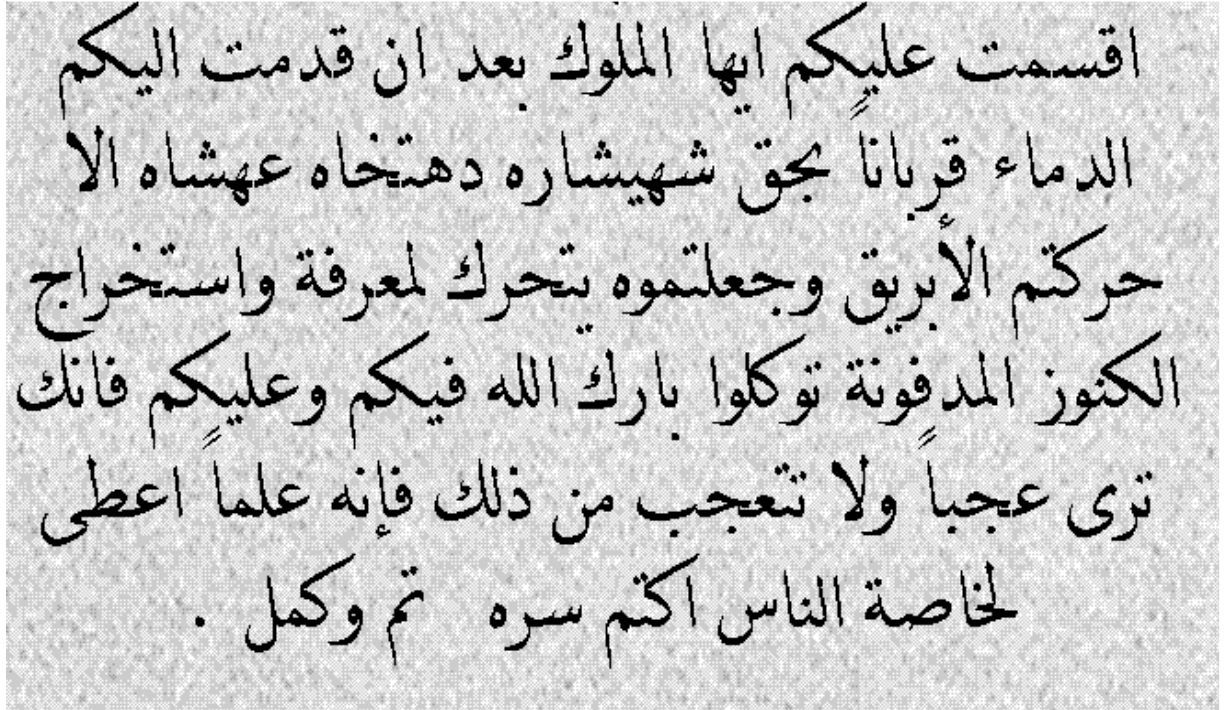 اقسمت عليكم ايها الملوك بعد ان قدمت اليكم
الدماء قرباناً بحق شهيشاره دهتخاه عهشاه الا
حركتم الأبريق وجعلتموه يتحرك لمعرفة واستخراج
الكنوز المدفونة توكلوا بارك الله فيكم وعليكم فانك
ترى عجباً ولا تتعجب من ذلك فإنه علماً اعطى
لخاصة الناس اكتم سره تم وكمل .